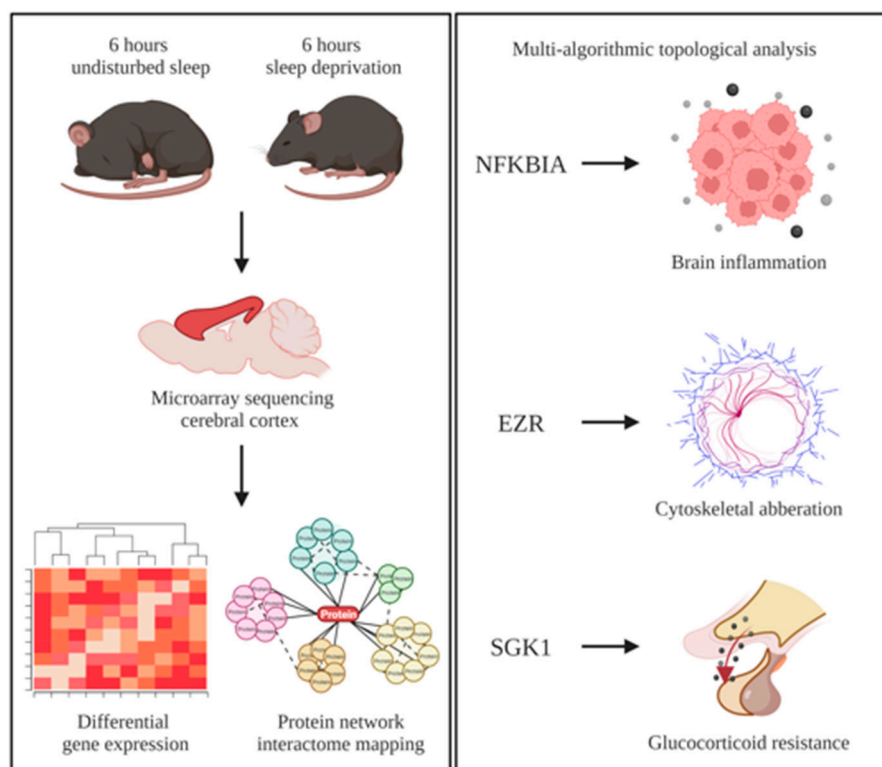 6 hours
undisturbed sleep
6 hours
sleep deprivation
Microarray sequencing
cerebral cortex
Protein
Differential
gene expression
Protein network
interactome mapping
Multi-algorithmic topological analysis
NFKBIA
Brain inflammation
EZR
Cytoskeletal abberation
SGK1
Glucocorticoid resistance